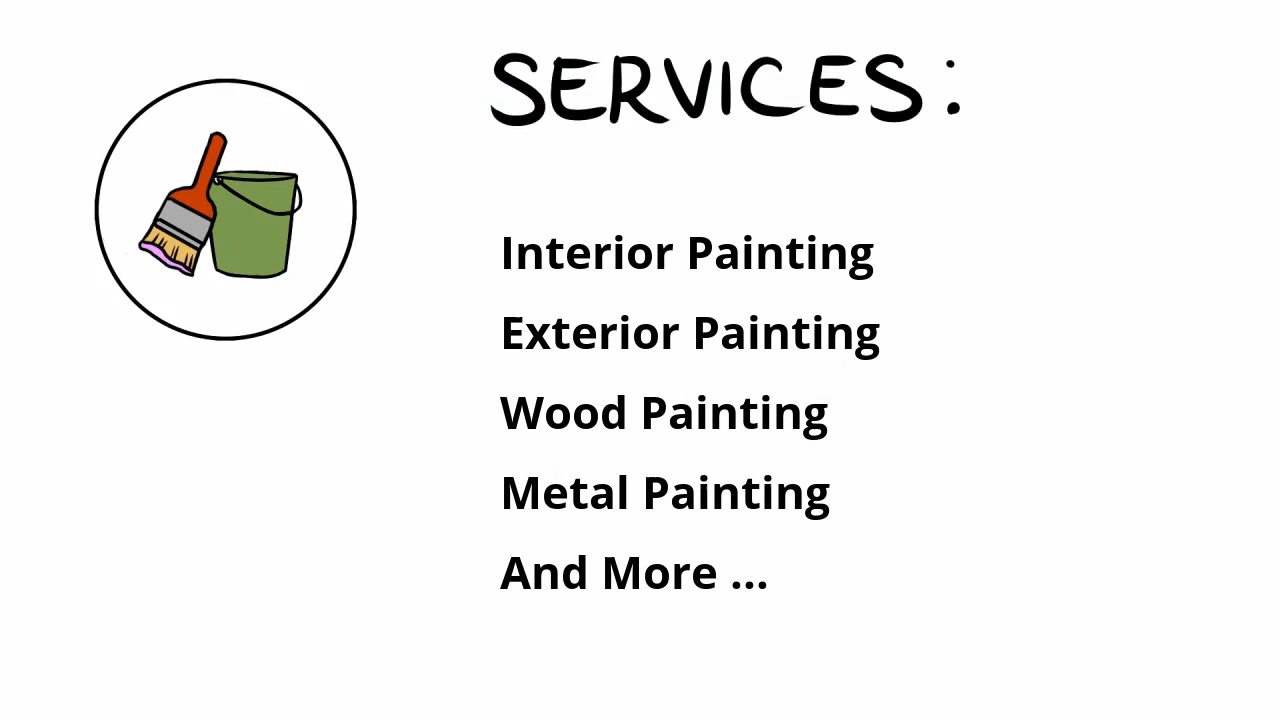 SERVICES:
Interior Painting
Exterior Painting
Wood Painting
Metal Painting
And More ...